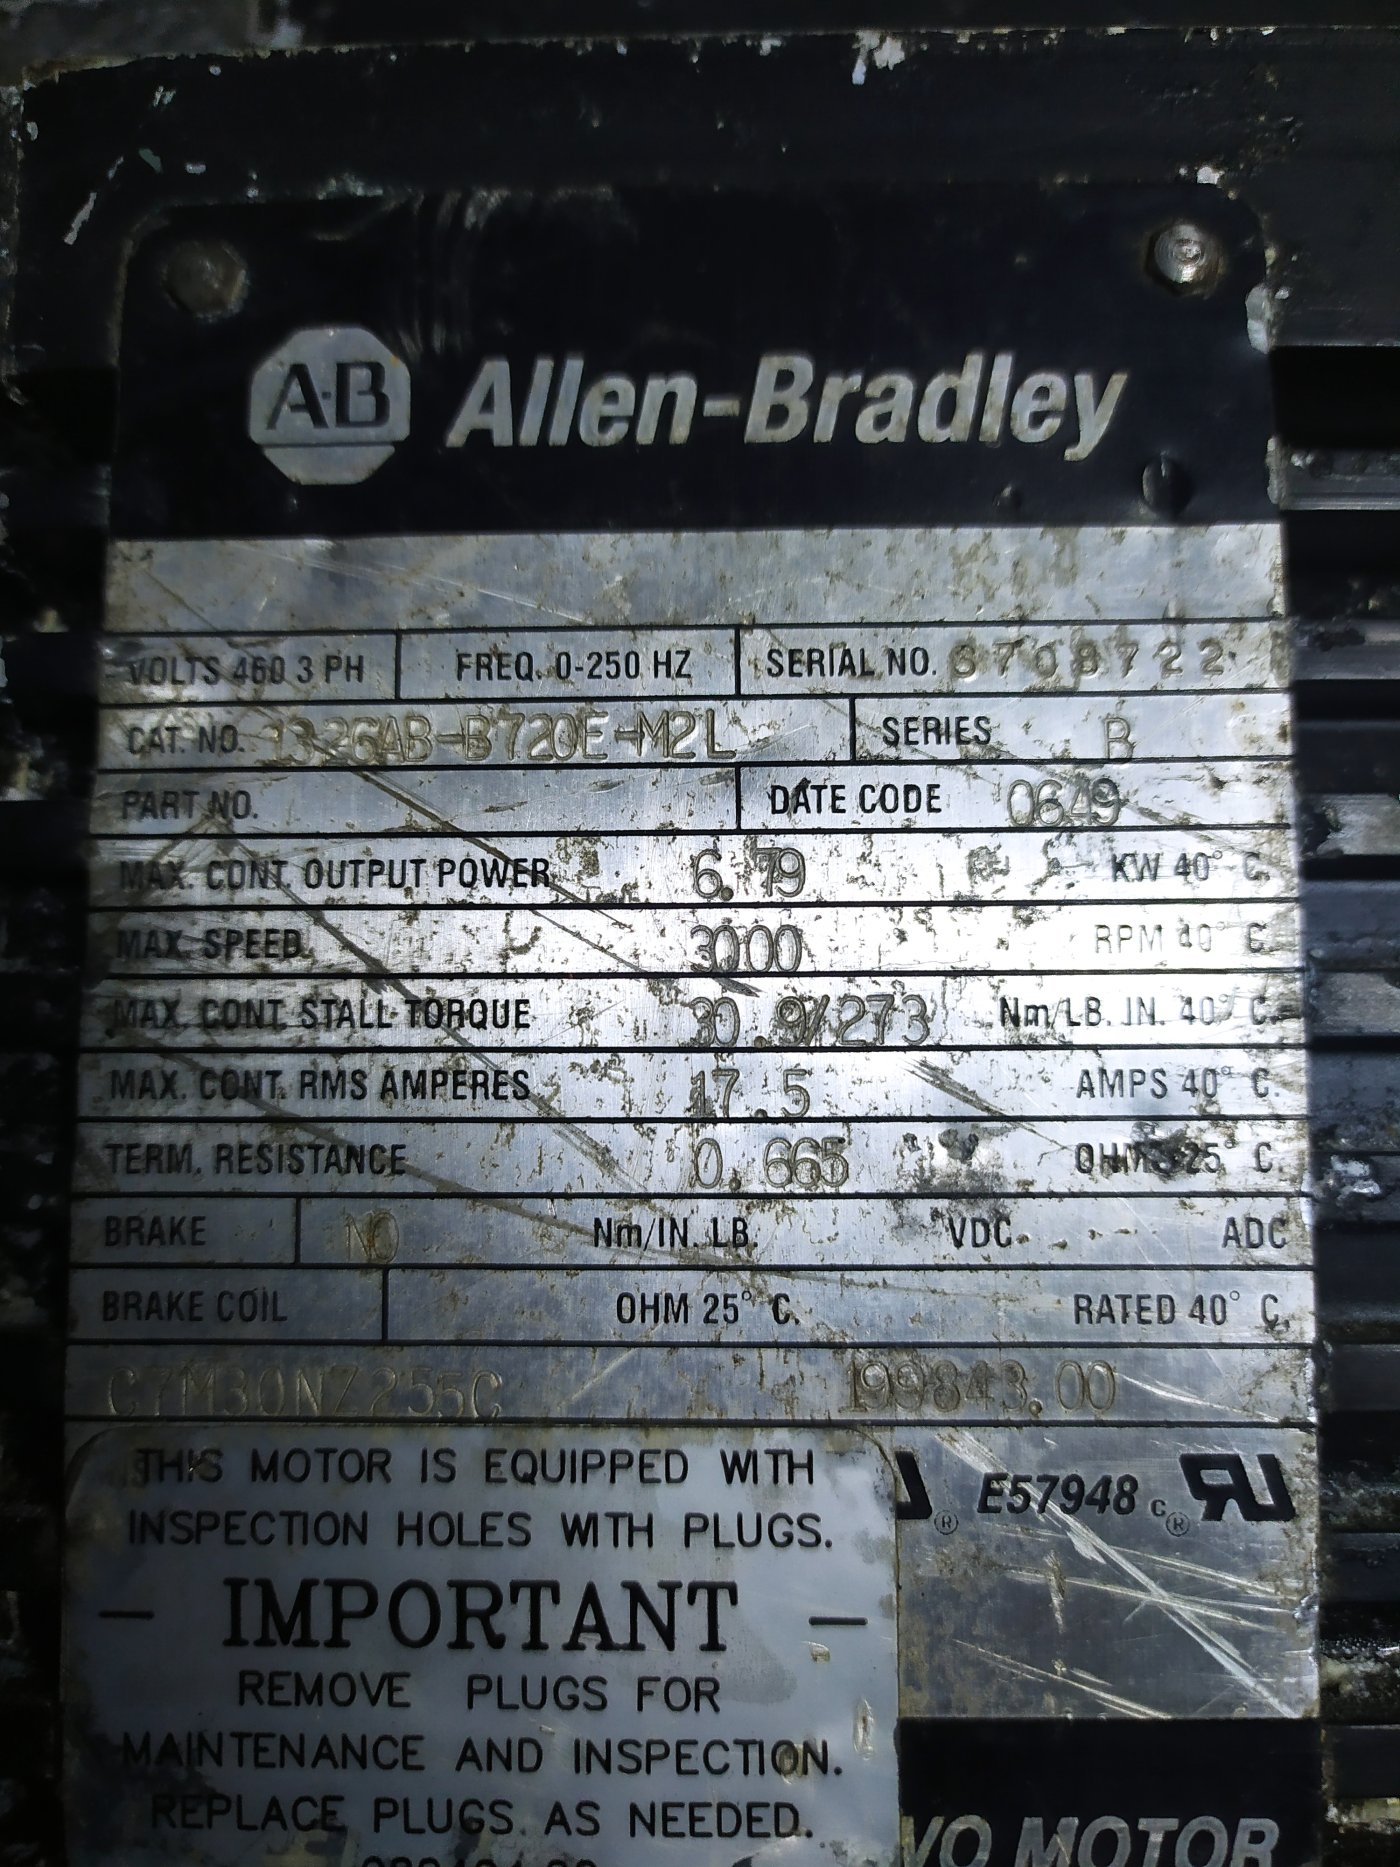 A-B Allen-Bradley
VOLTS 460 3 PH FREQ. 0-250 HZ SERIAL NO. 6708722
CAT. NO. 1326AB-B720E-M2L SERIES B
PART NO. DATE CODE 0649
MAX. CONT. OUTPUT POWER 6.79 KW 40° C.
MAX. SPEED 3000 RPM 40° C.
MAX. CONT. STALL TORQUE 30.9/273 Nm/LB. IN. 40° C.
MAX. CONT. RMS AMPERES 17.5 AMPS 40° C.
TERM. RESISTANCE 0.665 OHMS 25° C.
BRAKE NO Nm/IN. LB. VDC ADC
BRAKE COIL OHM 25° C. RATED 40° C.
C7M30NZ255C 199843.00
THIS MOTOR IS EQUIPPED WITH
INSPECTION HOLES WITH PLUGS.
E57948 c ® UR ®
— IMPORTANT —
REMOVE PLUGS FOR
MAINTENANCE AND INSPECTION.
REPLACE PLUGS AS NEEDED.
VO MOTOR